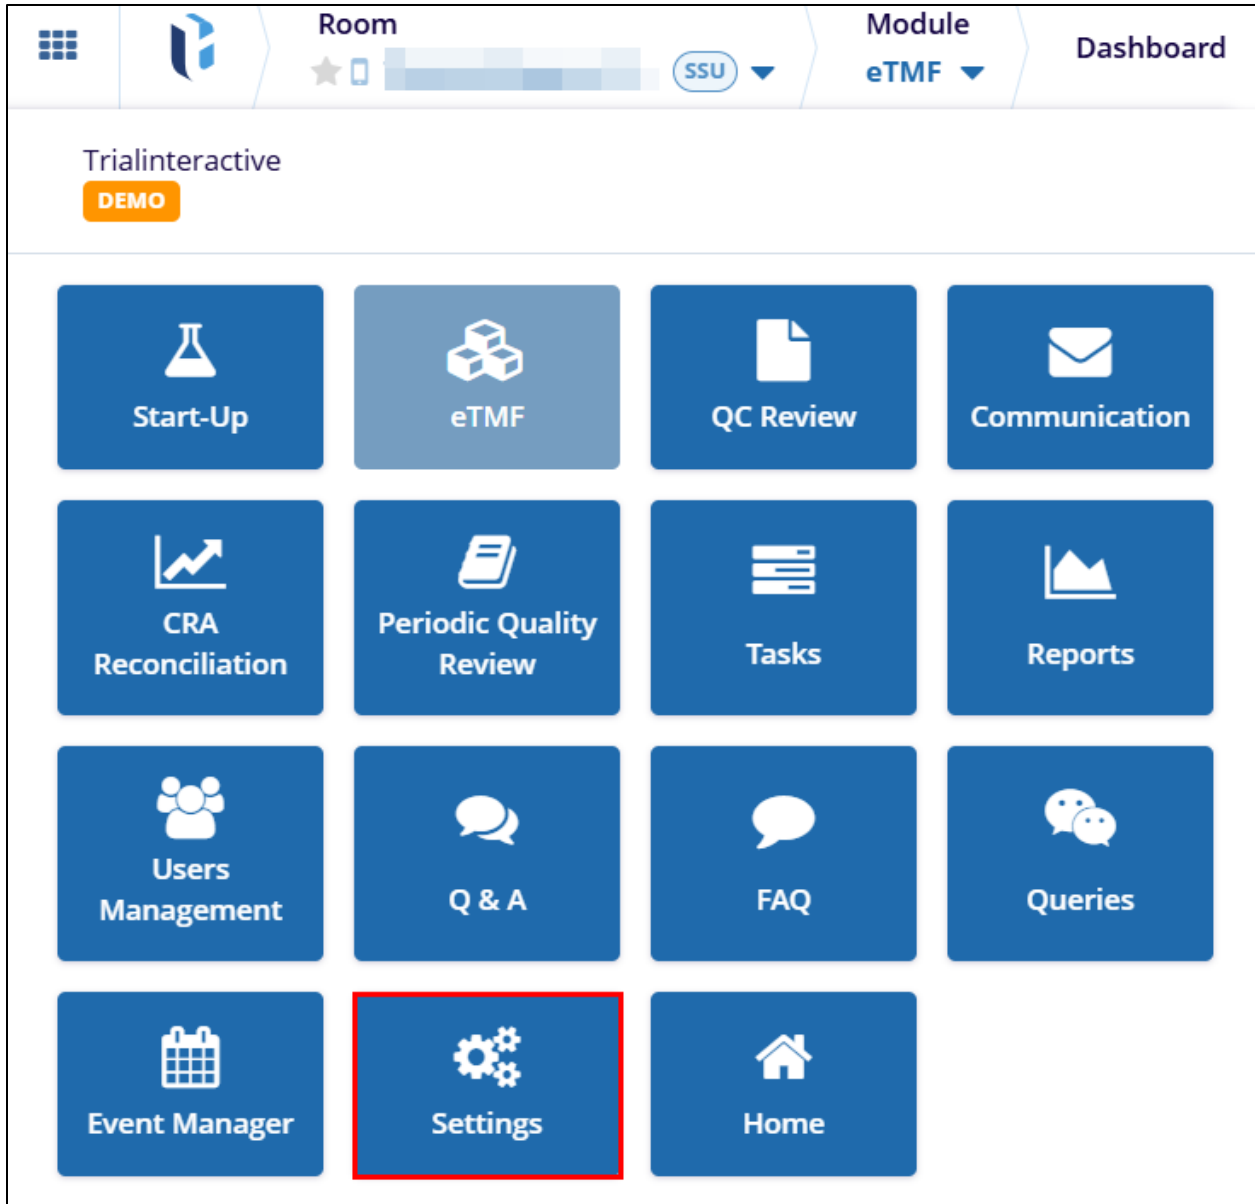 Room
SSU
Module
eTMF
Dashboard
Trialinteractive
DEMO
Start-Up
eTMF
QC Review
Communication
CRA
Reconciliation
Periodic Quality
Review
Tasks
Reports
Users
Management
Q & A
FAQ
Queries
Event Manager
Settings
Home